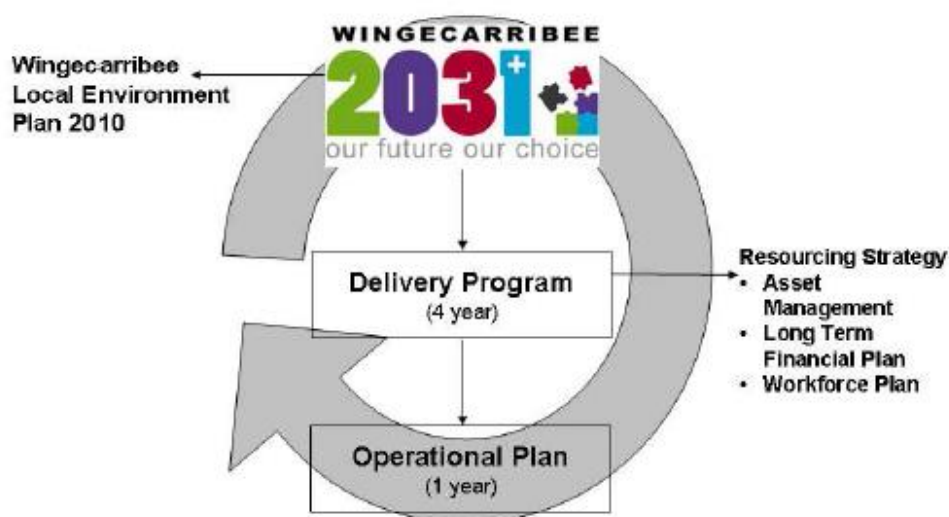 WINGECARRIBEE
2031+
our future our choice
Wingecarribee
Local Environment
Plan 2010
Delivery Program
(4 year)
Resourcing Strategy
• Asset
Management
• Long Term
Financial Plan
• Workforce Plan
Operational Plan
(1 year)